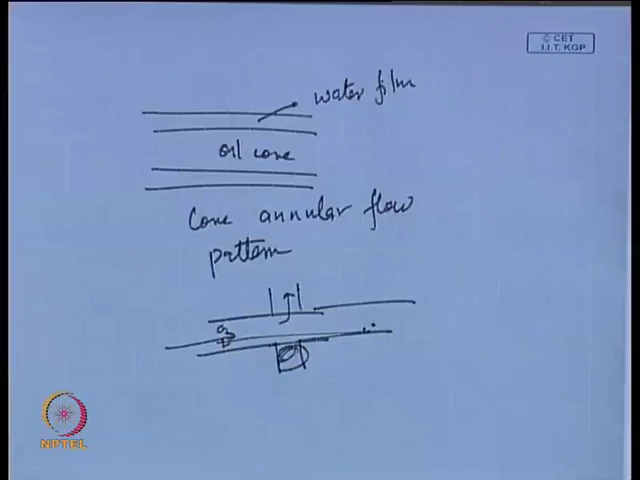 © CET
I.I.T. KGP
water film
oil core
Core annular flow
pattern
NPTEL